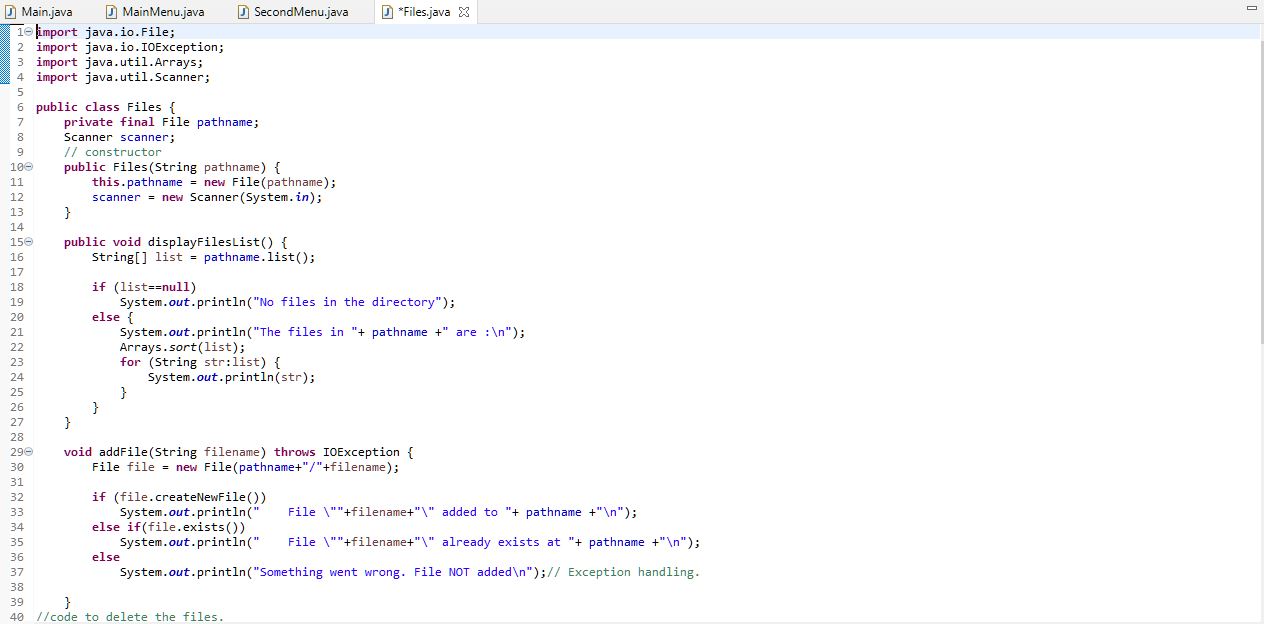 Main.java MainMenu.java SecondMenu.java *Files.java
1 import java.io.File;
2 import java.io.IOException;
3 import java.util.Arrays;
4 import java.util.Scanner;
5
6 public class Files {
7     private final File pathname;
8     Scanner scanner;
9     // constructor
10     public Files(String pathname) {
11         this.pathname = new File(pathname);
12         scanner = new Scanner(System.in);
13     }
14
15     public void displayFilesList() {
16         String[] list = pathname.list();
17
18         if (list==null)
19             System.out.println("No files in the directory");
20         else {
21             System.out.println("The files in "+ pathname +" are :\n");
22             Arrays.sort(list);
23             for (String str:list) {
24                 System.out.println(str);
25             }
26         }
27     }
28
29     void addFile(String filename) throws IOException {
30         File file = new File(pathname+"/"+filename);
31
32         if (file.createNewFile())
33             System.out.println("    File \""+filename+"\" added to "+ pathname +"\n");
34         else if(file.exists())
35             System.out.println("    File \""+filename+"\" already exists at "+ pathname +"\n");
36         else
37             System.out.println("Something went wrong. File NOT added\n");// Exception handling.
38
39     }
40 //code to delete the files.